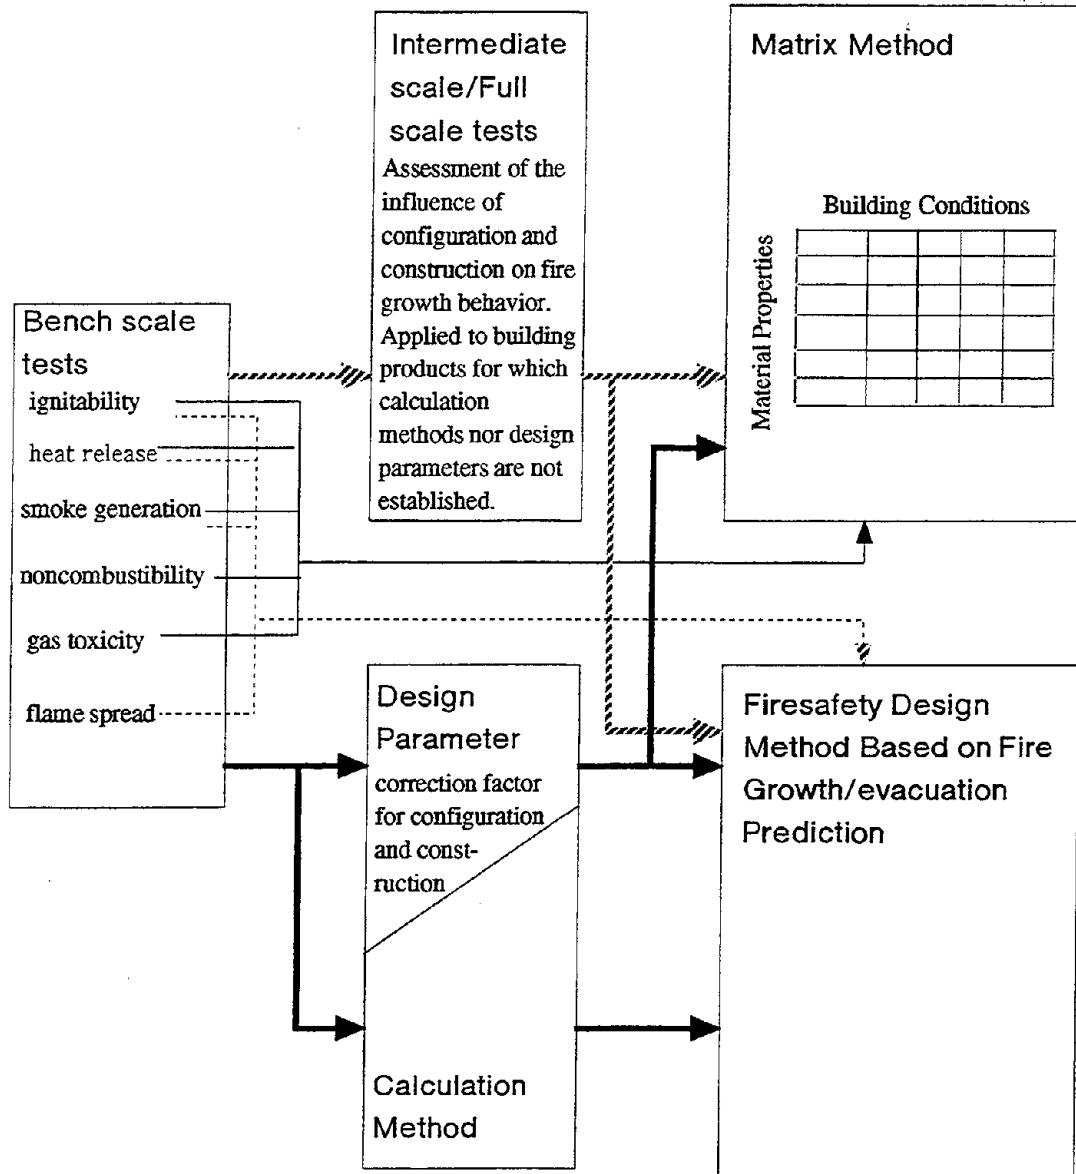 Intermediate
scale/Full
scale tests
Assessment of the
influence of
configuration and
construction on fire
growth behavior.
Applied to building
products for which
calculation
methods nor design
parameters are not
established.
Matrix Method
Building Conditions
Material Properties
Bench scale
tests
ignitability
heat release
smoke generation
noncombustibility
gas toxicity
flame spread
Design
Parameter
correction factor
for configuration
and const-
ruction
Calculation
Method
Firesafety Design
Method Based on Fire
Growth/evacuation
Prediction